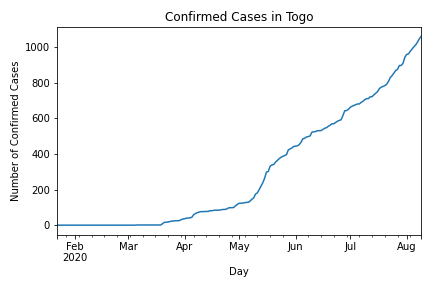 Confirmed Cases in Togo
Number of Confirmed Cases
1000
800
600
400
200
0
Feb Mar Apr May Jun Jul Aug
2020
Day